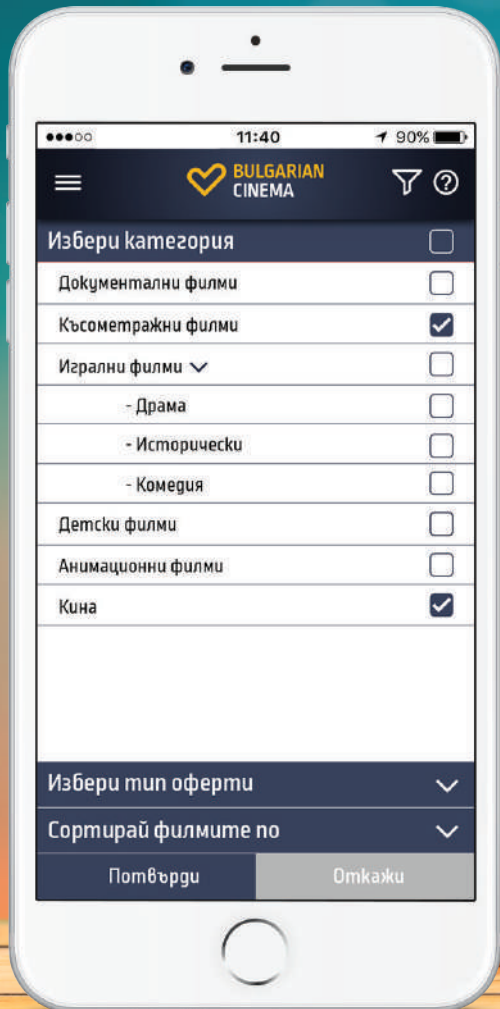 11:40
90%
BULGARIAN
CINEMA
Избери категория
Документални филми
Късометражни филми
Игрални филми
- Драма
- Исторически
- Комедия
Детски филми
Анимационни филми
Кина
Избери тип оферти
Сортирай филмите по
Потвърди
Откажи